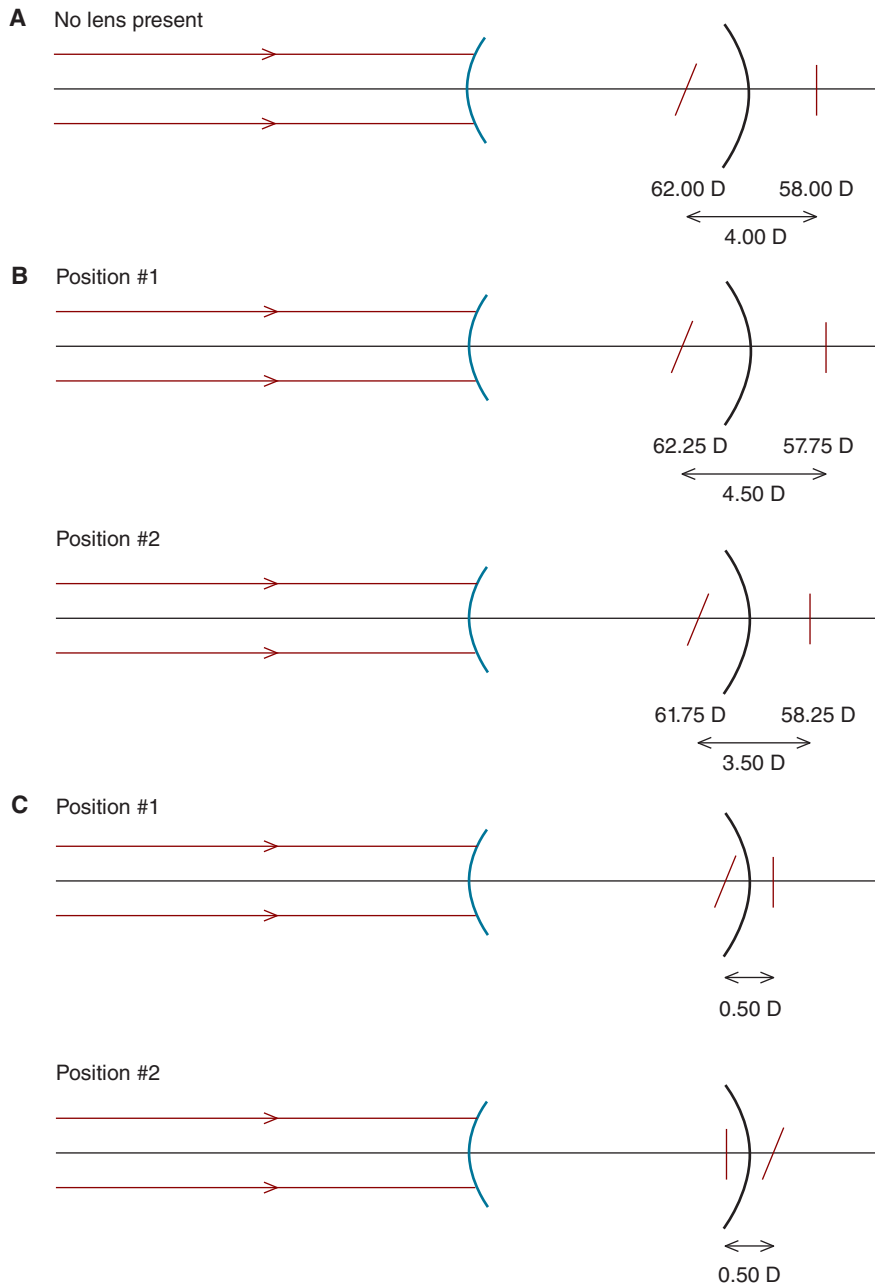 A No lens present
62.00 D 58.00 D
4.00 D
B Position #1
62.25 D 57.75 D
4.50 D
Position #2
61.75 D 58.25 D
3.50 D
C Position #1
0.50 D
Position #2
0.50 D